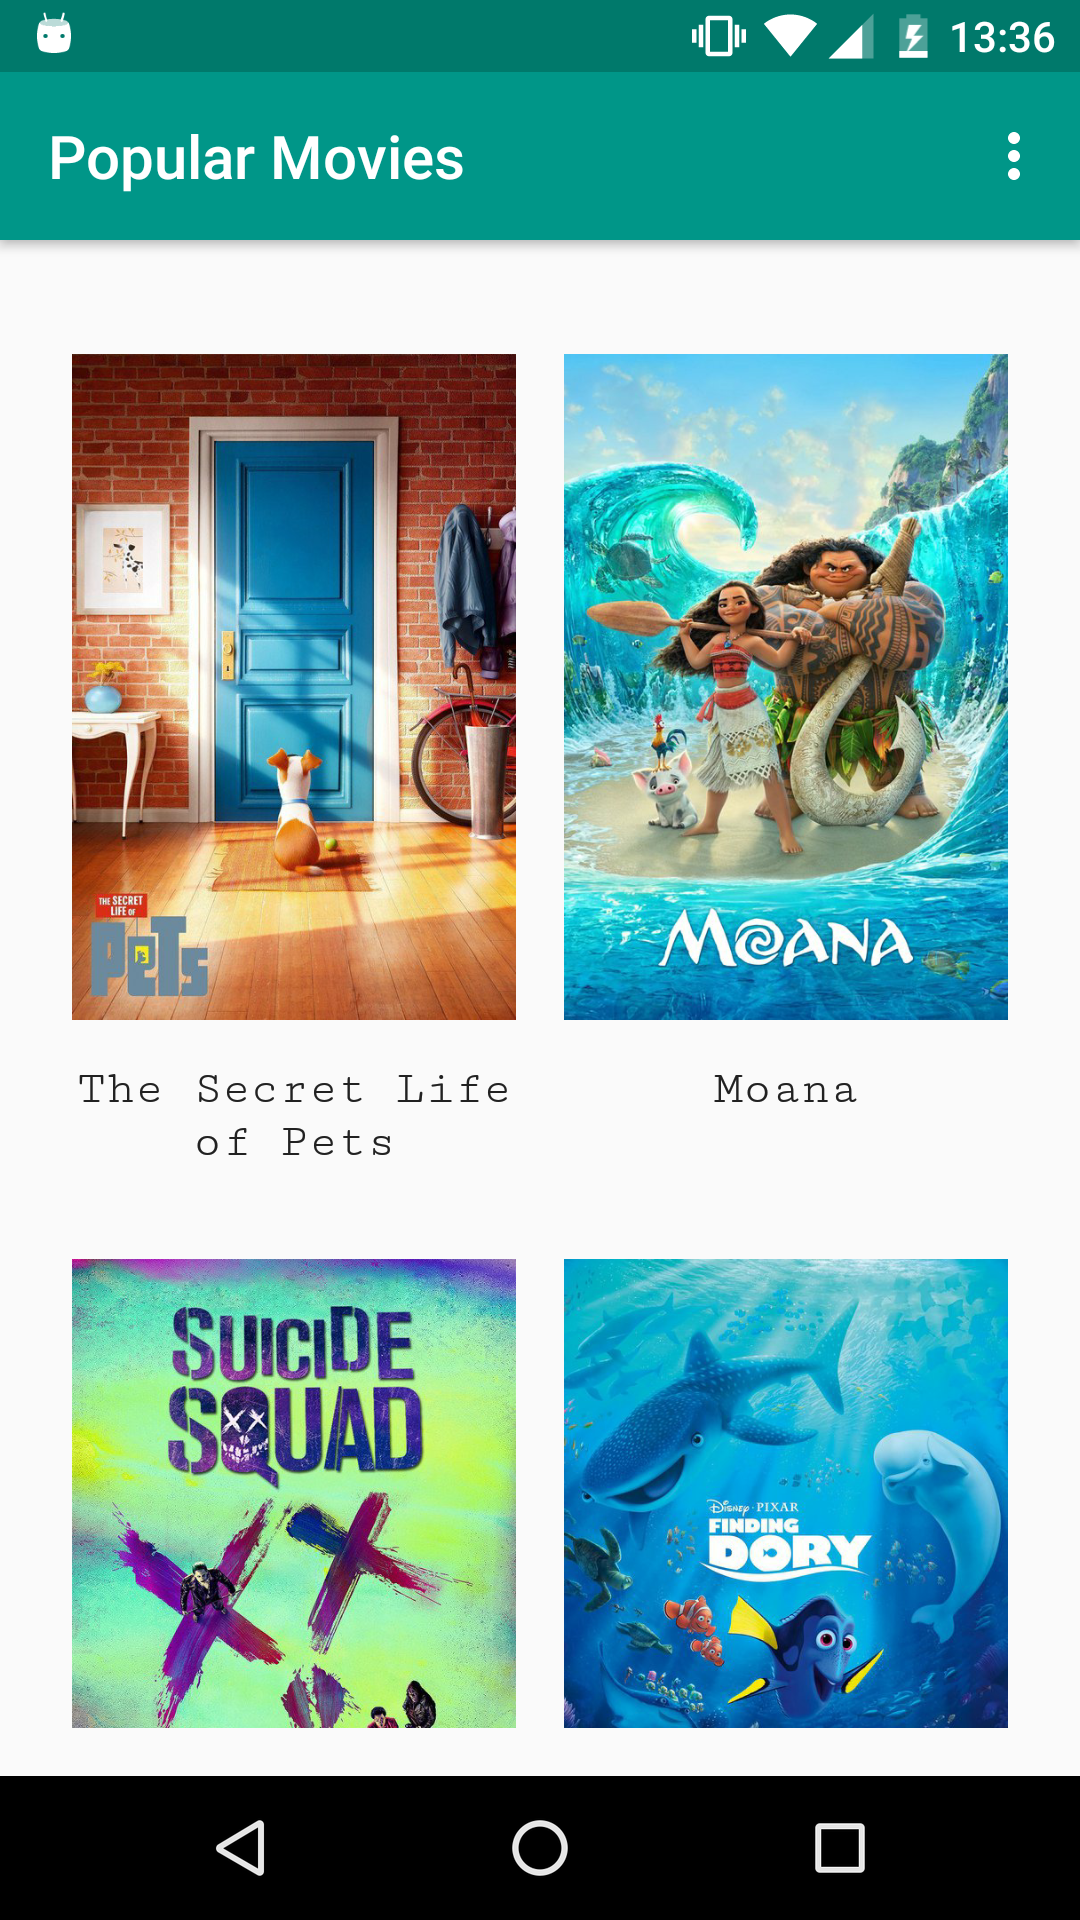 13:36
Popular Movies
THE SECRET
LIFE OF
PETS
MOANA
The Secret Life
of Pets
Moana
SUICIDE
SQUAD
Disney · PIXAR
FINDING
DORY